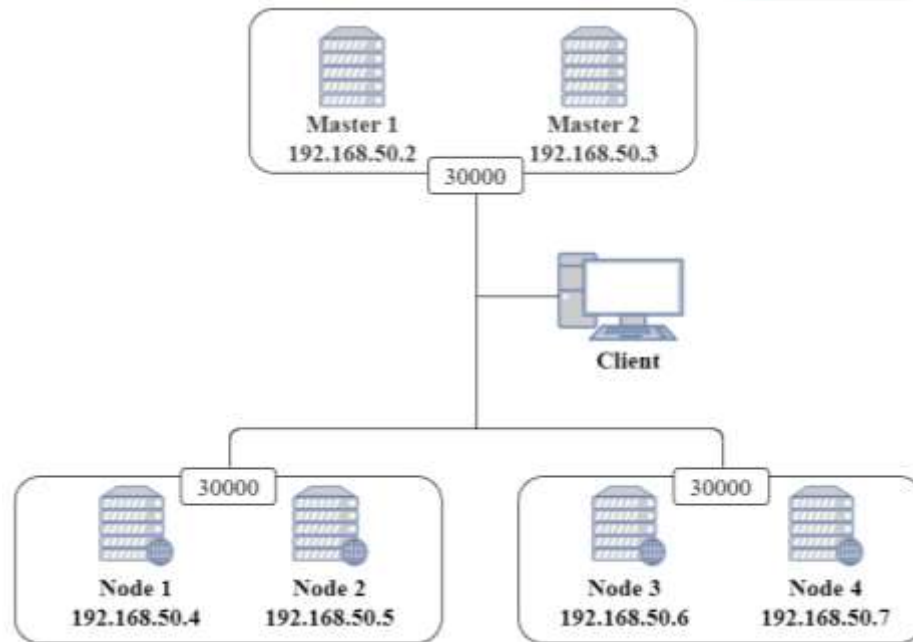 Master 1
192.168.50.2
Master 2
192.168.50.3
30000
Client
30000
Node 1
192.168.50.4
Node 2
192.168.50.5
30000
Node 3
192.168.50.6
Node 4
192.168.50.7